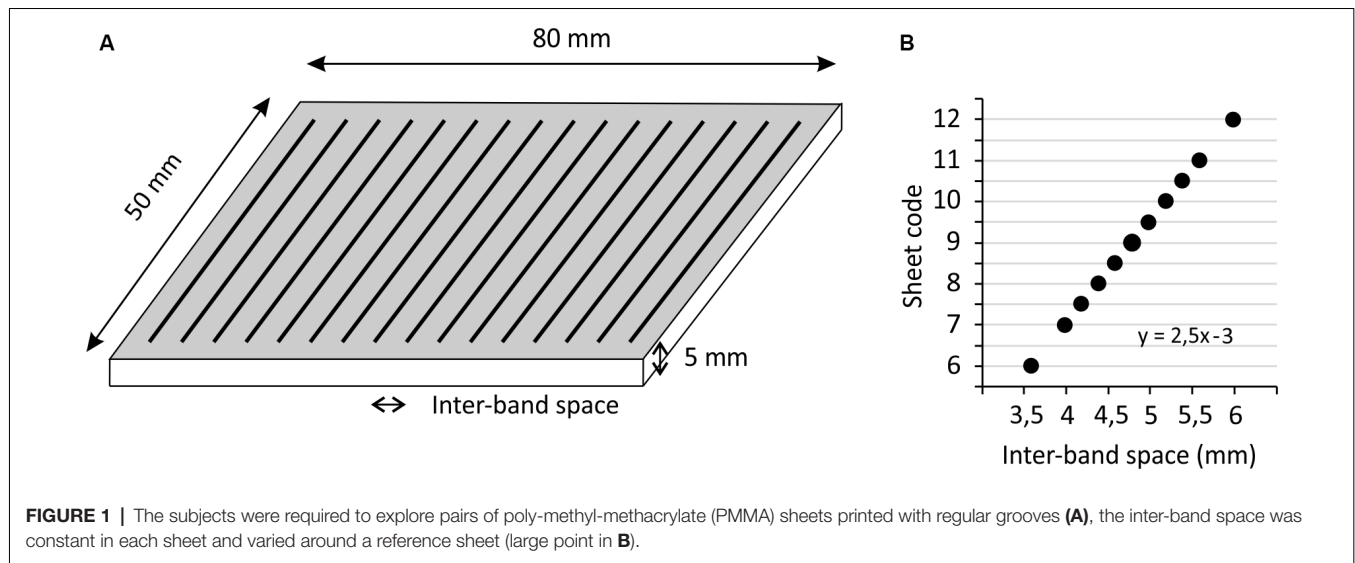 A
80 mm
50 mm
5 mm
Inter-band space
B
Sheet code
12
11
10
9
8
7
6
y = 2,5x-3
3,5 4 4,5 5 5,5 6
Inter-band space (mm)
FIGURE 1 | The subjects were required to explore pairs of poly-methyl-methacrylate (PMMA) sheets printed with regular grooves (A), the inter-band space was
constant in each sheet and varied around a reference sheet (large point in B).